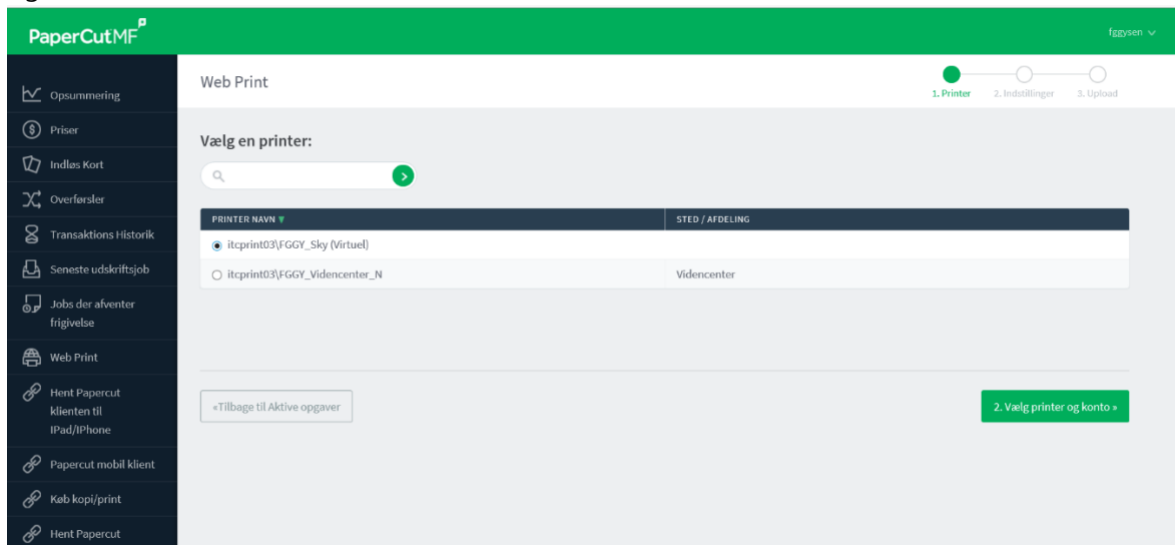 PaperCutMF
fggysen
Opsummering
Priser
Indløs Kort
Overførsler
Transaktions Historik
Seneste udskriftsjob
Jobs der afventer
frigivelse
Web Print
Hent Papercut
klienten til
IPad/IPhone
Papercut mobil klient
Køb kopi/print
Hent Papercut
Web Print
1. Printer 2. Indstillinger 3. Upload
Vælg en printer:
PRINTER NAVN STED / AFDELING
itcprint03\FGGY_Sky (Virtuel)
itcprint03\FGGY_Videncenter_N Videncenter
«Tilbage til Aktive opgaver 2. Vælg printer og konto »